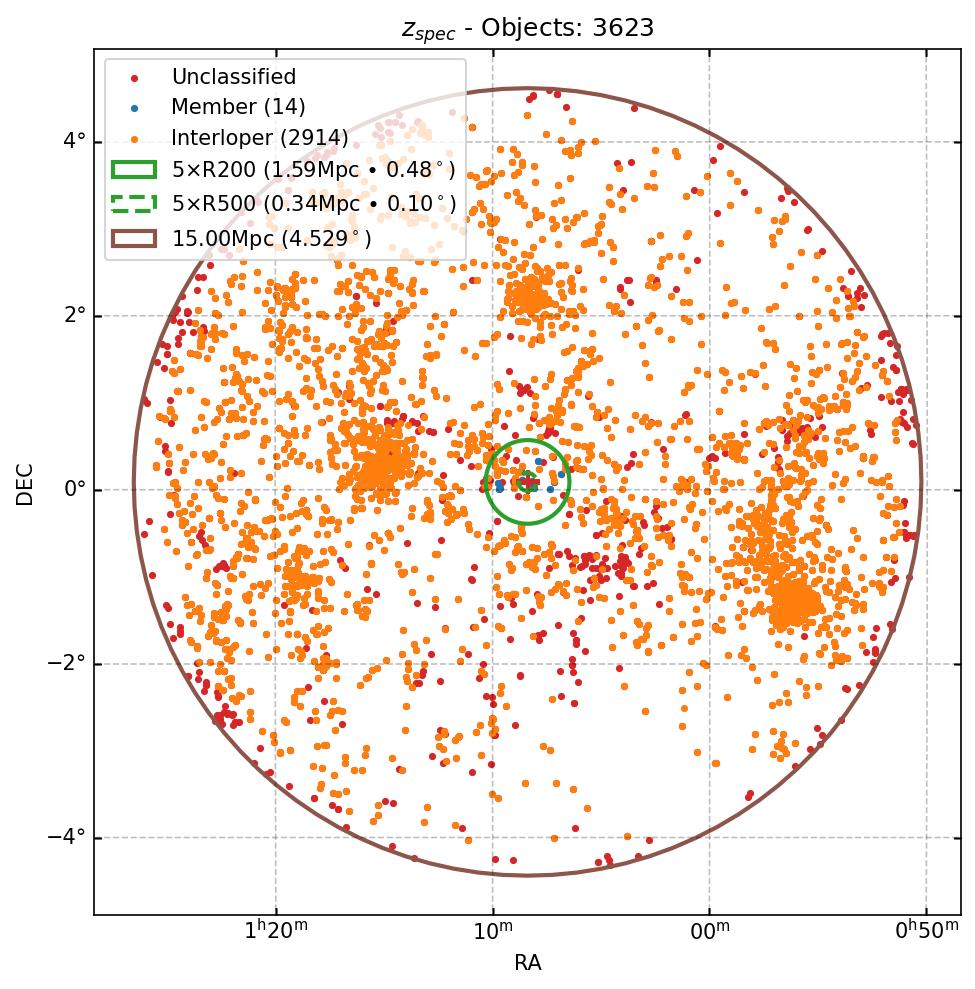 z_spec - Objects: 3623
Unclassified
Member (14)
Interloper (2914)
5×R200 (1.59Mpc • 0.48°)
5×R500 (0.34Mpc • 0.10°)
15.00Mpc (4.529°)
4°
2°
0°
−2°
−4°
DEC
1ʰ20ᵐ 10ᵐ 00ᵐ 0ʰ50ᵐ
RA